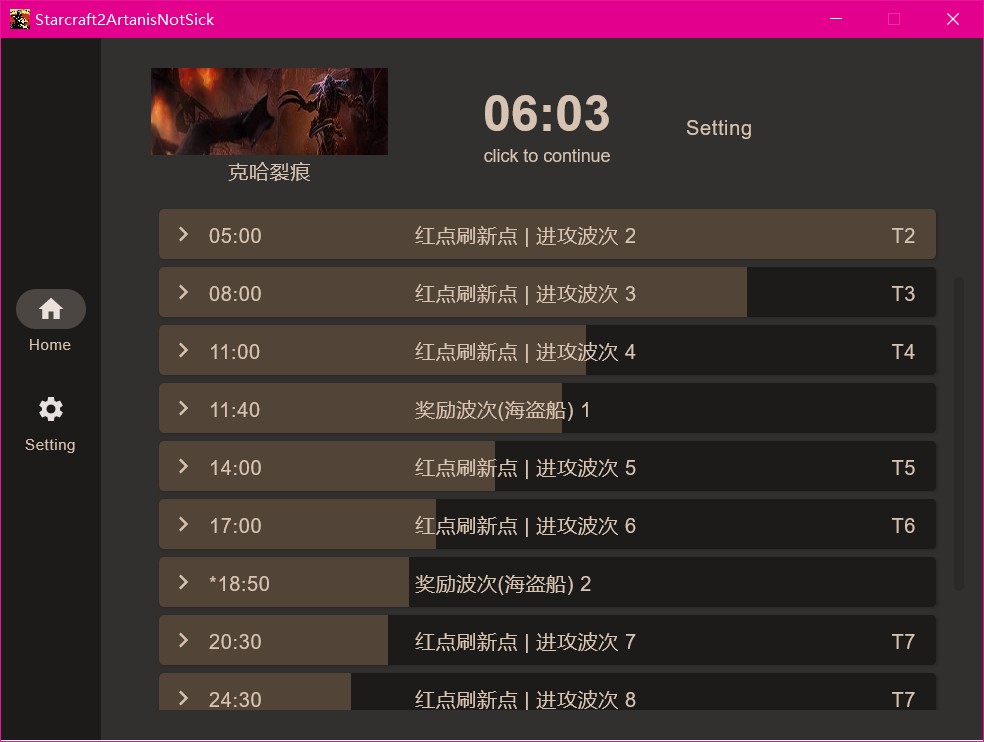 Starcraft2ArtanisNotSick
克哈裂痕
06:03
click to continue
Setting
Home
Setting
05:00 红点刷新点 | 进攻波次 2 T2
08:00 红点刷新点 | 进攻波次 3 T3
11:00 红点刷新点 | 进攻波次 4 T4
11:40 奖励波次(海盗船) 1
14:00 红点刷新点 | 进攻波次 5 T5
17:00 红点刷新点 | 进攻波次 6 T6
*18:50 奖励波次(海盗船) 2
20:30 红点刷新点 | 进攻波次 7 T7
24:30 红点刷新点 | 进攻波次 8 T7